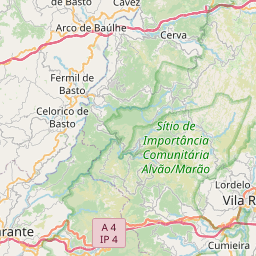 Cavez
de Basto
Arco de Baúlhe
Cerva
Fermil de
Basto
Celorico de
Basto
Sítio de
Importância
Comunitária
Alvão/Marão
Lordelo
Vila R
arante
A 4
IP 4
Cumieira